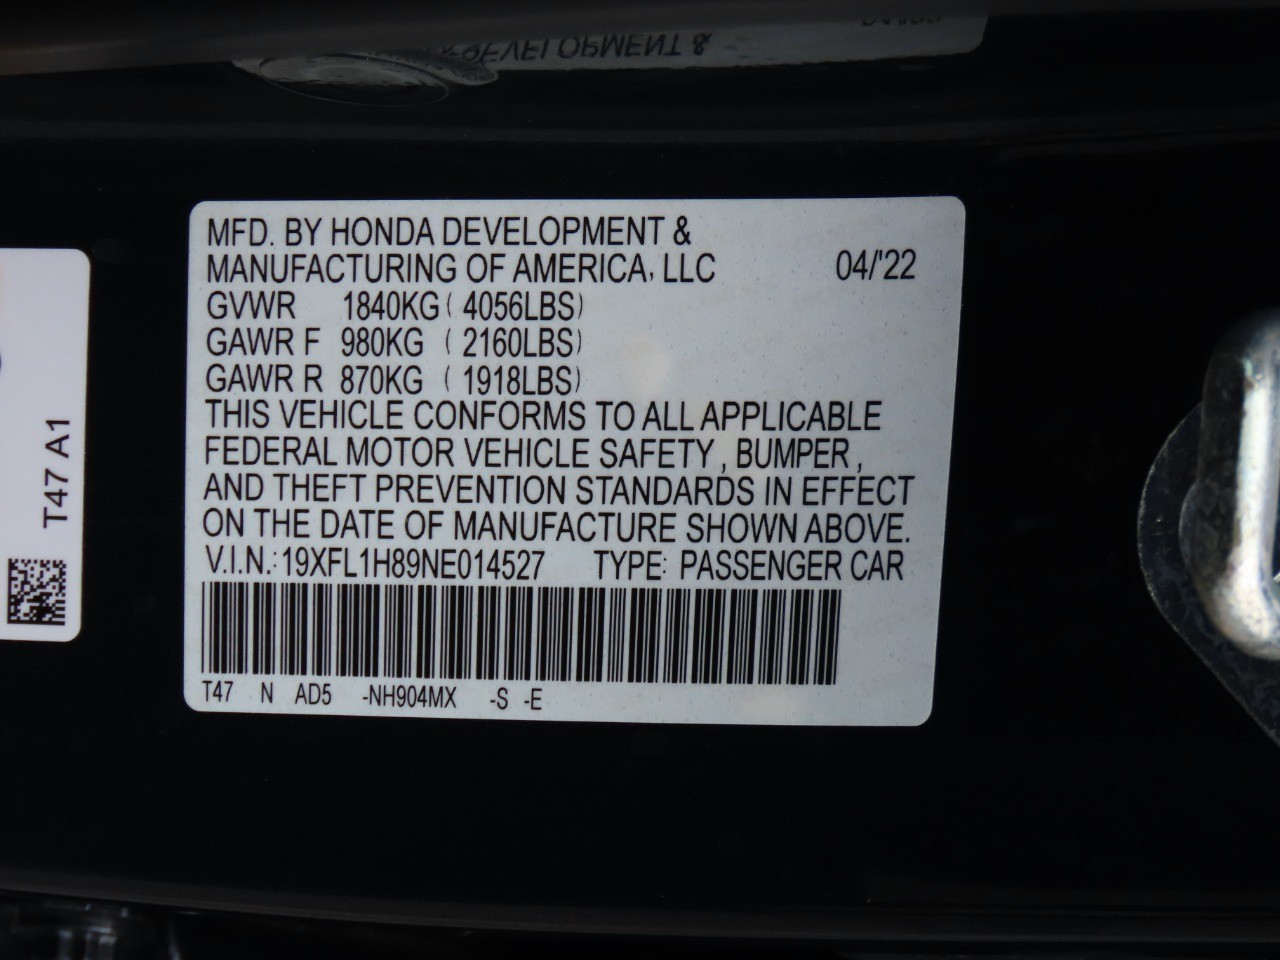 MFD. BY HONDA DEVELOPMENT &
MANUFACTURING OF AMERICA, LLC 04/'22
GVWR 1840KG ( 4056LBS)
GAWR F 980KG ( 2160LBS)
GAWR R 870KG ( 1918LBS)
THIS VEHICLE CONFORMS TO ALL APPLICABLE
FEDERAL MOTOR VEHICLE SAFETY , BUMPER ,
AND THEFT PREVENTION STANDARDS IN EFFECT
ON THE DATE OF MANUFACTURE SHOWN ABOVE.
V.I.N.: 19XFL1H89NE014527 TYPE: PASSENGER CAR
T47 N AD5 -NH904MX -S -E
T47 A1
DEVELOPMENT &